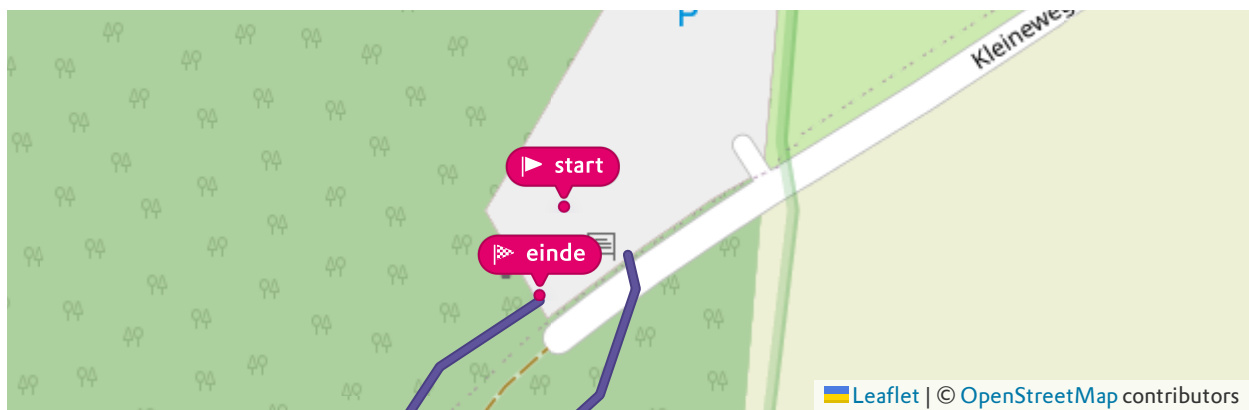 P
Kleineweg
start
einde
Leaflet | © OpenStreetMap contributors